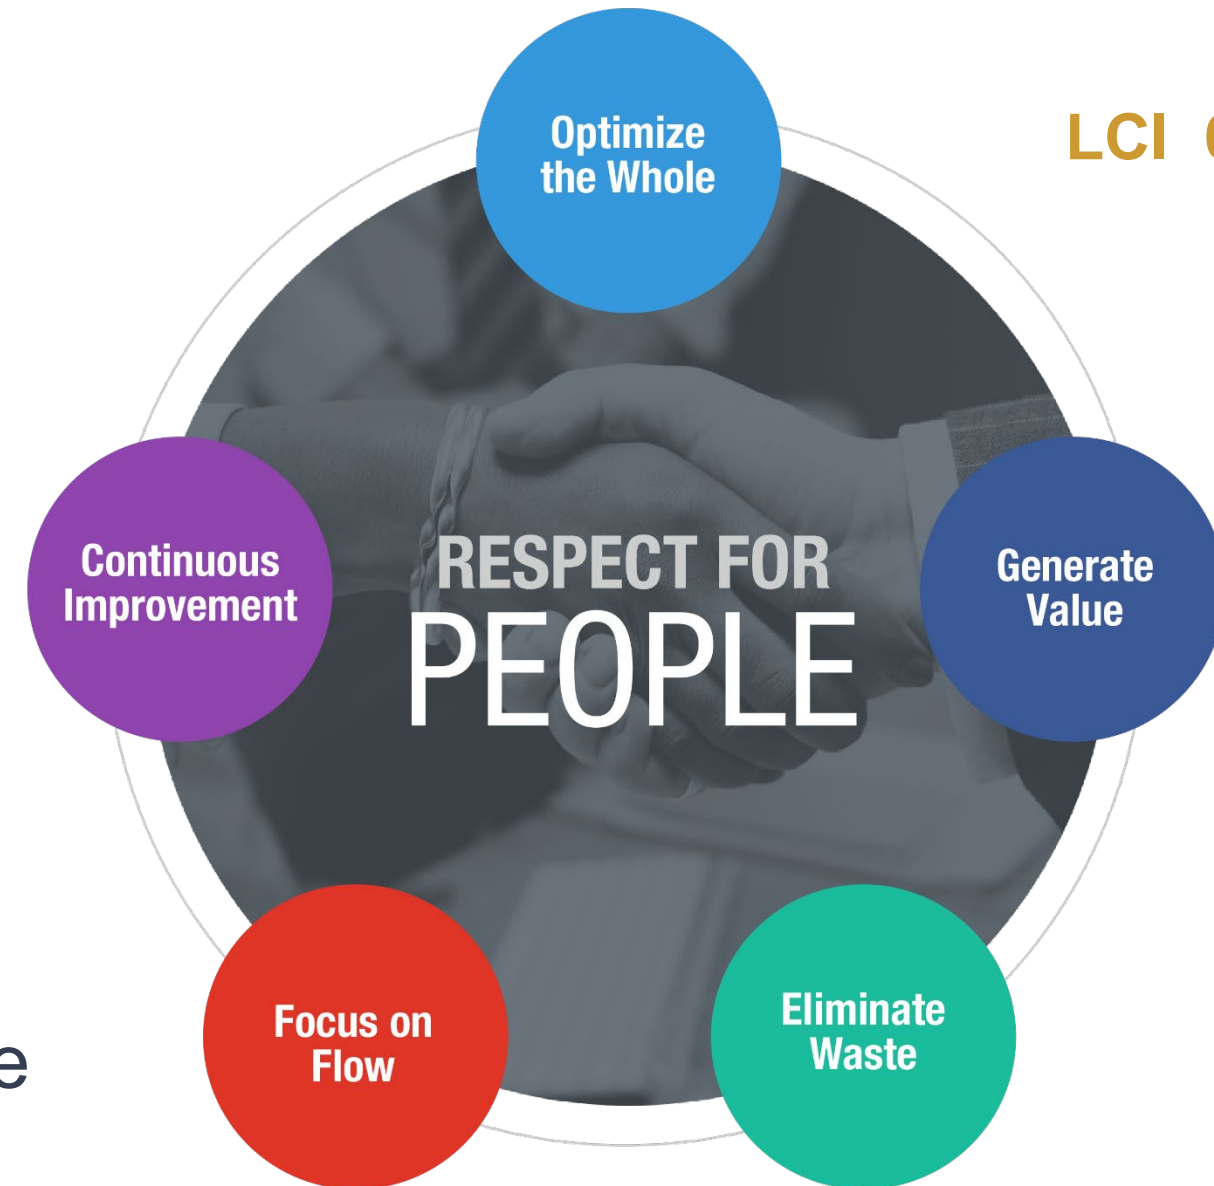 Optimize
the Whole
LCI
Continuous
Improvement
RESPECT FOR
PEOPLE
Generate
Value
Focus on
Flow
Eliminate
Waste
e